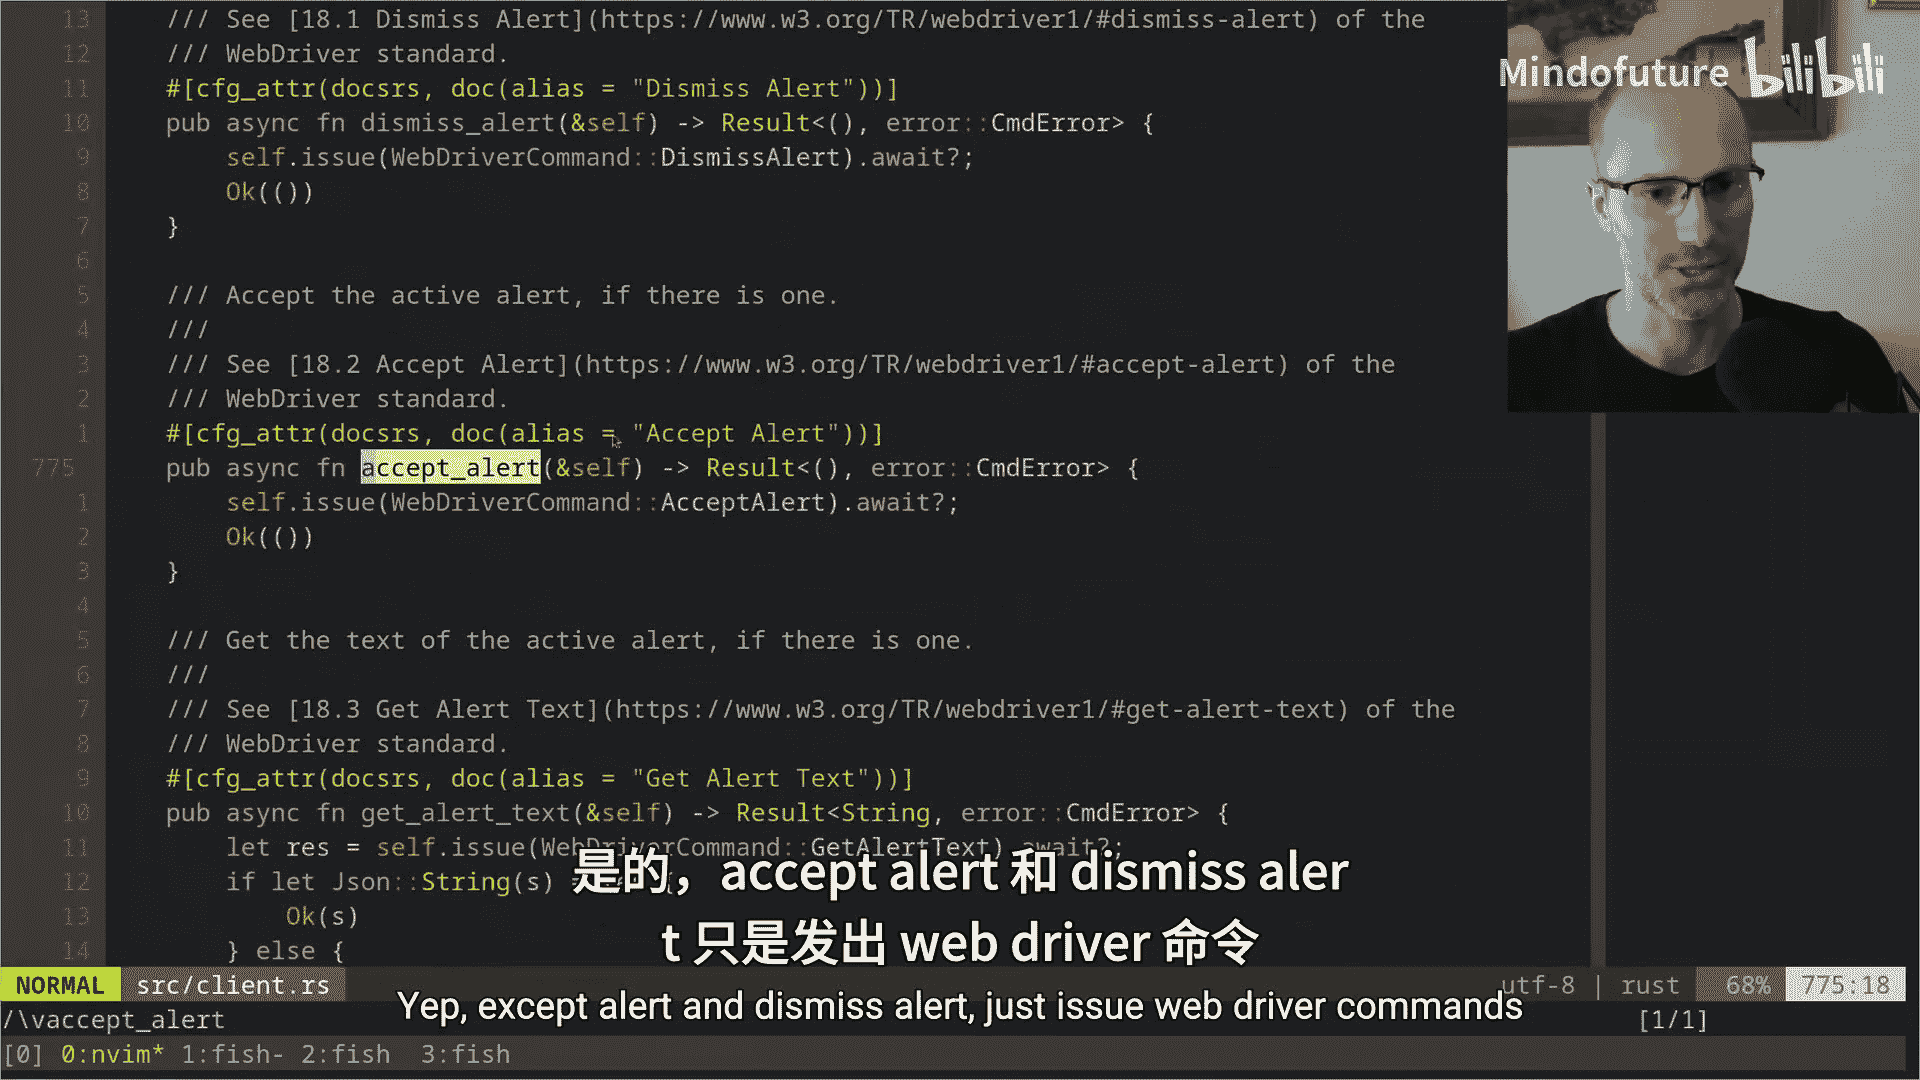 13 /// See [18.1 Dismiss Alert](https://www.w3.org/TR/webdriver1/#dismiss-alert) of the
12 /// WebDriver standard.
11 #[cfg_attr(docsrs, doc(alias = "Dismiss Alert"))]
10 pub async fn dismiss_alert(&self) -> Result<(), error::CmdError> {
9 self.issue(WebDriverCommand::DismissAlert).await?;
8 Ok(())
7 }
6
5 /// Accept the active alert, if there is one.
4 ///
3 /// See [18.2 Accept Alert](https://www.w3.org/TR/webdriver1/#accept-alert) of the
2 /// WebDriver standard.
1 #[cfg_attr(docsrs, doc(alias = "Accept Alert"))]
775 pub async fn accept_alert(&self) -> Result<(), error::CmdError> {
1 self.issue(WebDriverCommand::AcceptAlert).await?;
2 Ok(())
3 }
4
5 /// Get the text of the active alert, if there is one.
6 ///
7 /// See [18.3 Get Alert Text](https://www.w3.org/TR/webdriver1/#get-alert-text) of the
8 /// WebDriver standard.
9 #[cfg_attr(docsrs, doc(alias = "Get Alert Text"))]
10 pub async fn get_alert_text(&self) -> Result<String, error::CmdError> {
11 let res = self.issue(WebDriverCommand::GetAlertText).await?;
12 if let Json::String(s) = {
13 Ok(s)
14 } else {
Mindofuture bilibili
是的，accept alert 和 dismiss aler
t 只是发出 web driver 命令
Yep, except alert and dismiss alert, just issue web driver commands
NORMAL src/client.rs utf-8 | rust 68% 775:18
/\vaccept_alert [1/1]
[0] 0:nvim* 1:fish- 2:fish 3:fish